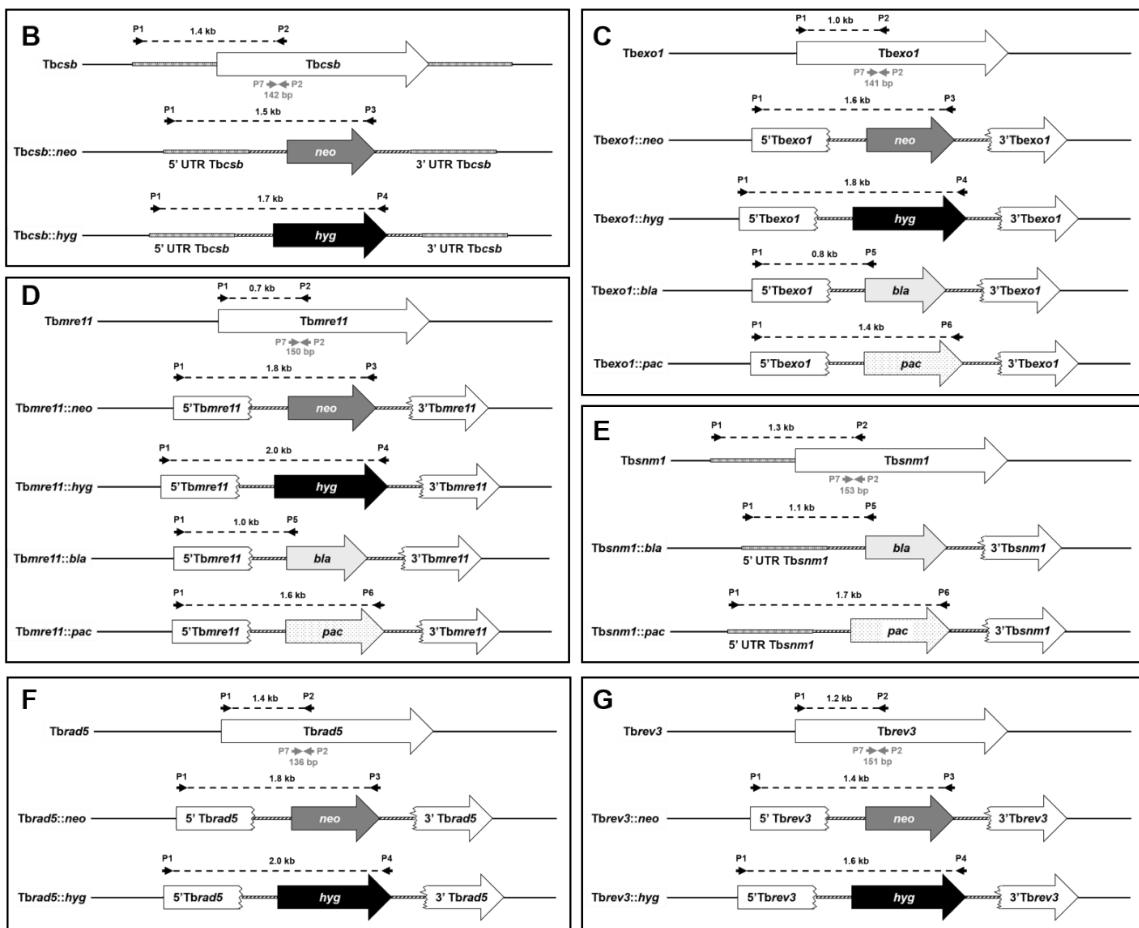 B
P1 1.4 kb P2
Tbcsb Tbcsb
P7 P2
142 bp
P1 1.5 kb P3
Tbcsb::neo neo
5' UTR Tbcsb 3' UTR Tbcsb
P1 1.7 kb P4
Tbcsb::hyg hyg
5' UTR Tbcsb 3' UTR Tbcsb
C
P1 1.0 kb P2
Tbexo1 Tbexo1
P7 P2
141 bp
P1 1.6 kb P3
Tbexo1::neo 5'Tbexo1 neo 3'Tbexo1
P1 1.8 kb P4
Tbexo1::hyg 5'Tbexo1 hyg 3'Tbexo1
P1 0.8 kb P5
Tbexo1::bla 5'Tbexo1 bla 3'Tbexo1
P1 1.4 kb P6
Tbexo1::pac 5'Tbexo1 pac 3'Tbexo1
D
P1 0.7 kb P2
Tbmre11 Tbmre11
P7 P2
150 bp
P1 1.8 kb P3
Tbmre11::neo 5'Tbmre11 neo 3'Tbmre11
P1 2.0 kb P4
Tbmre11::hyg 5'Tbmre11 hyg 3'Tbmre11
P1 1.0 kb P5
Tbmre11::bla 5'Tbmre11 bla 3'Tbmre11
P1 1.6 kb P6
Tbmre11::pac 5'Tbmre11 pac 3'Tbmre11
E
P1 1.3 kb P2
Tbsnm1 Tbsnm1
P7 P2
153 bp
P1 1.1 kb P5
Tbsnm1::bla bla 3'Tbsnm1
5' UTR Tbsnm1
P1 1.7 kb P6
Tbsnm1::pac pac 3'Tbsnm1
5' UTR Tbsnm1
F
P1 1.4 kb P2
Tbrad5 Tbrad5
P7 P2
136 bp
P1 1.8 kb P3
Tbrad5::neo 5' Tbrad5 neo 3' Tbrad5
P1 2.0 kb P4
Tbrad5::hyg 5'Tbrad5 hyg 3' Tbrad5
G
P1 1.2 kb P2
Tbrev3 Tbrev3
P7 P2
151 bp
P1 1.4 kb P3
Tbrev3::neo 5' Tbrev3 neo 3'Tbrev3
P1 1.6 kb P4
Tbrev3::hyg 5'Tbrev3 hyg 3'Tbrev3